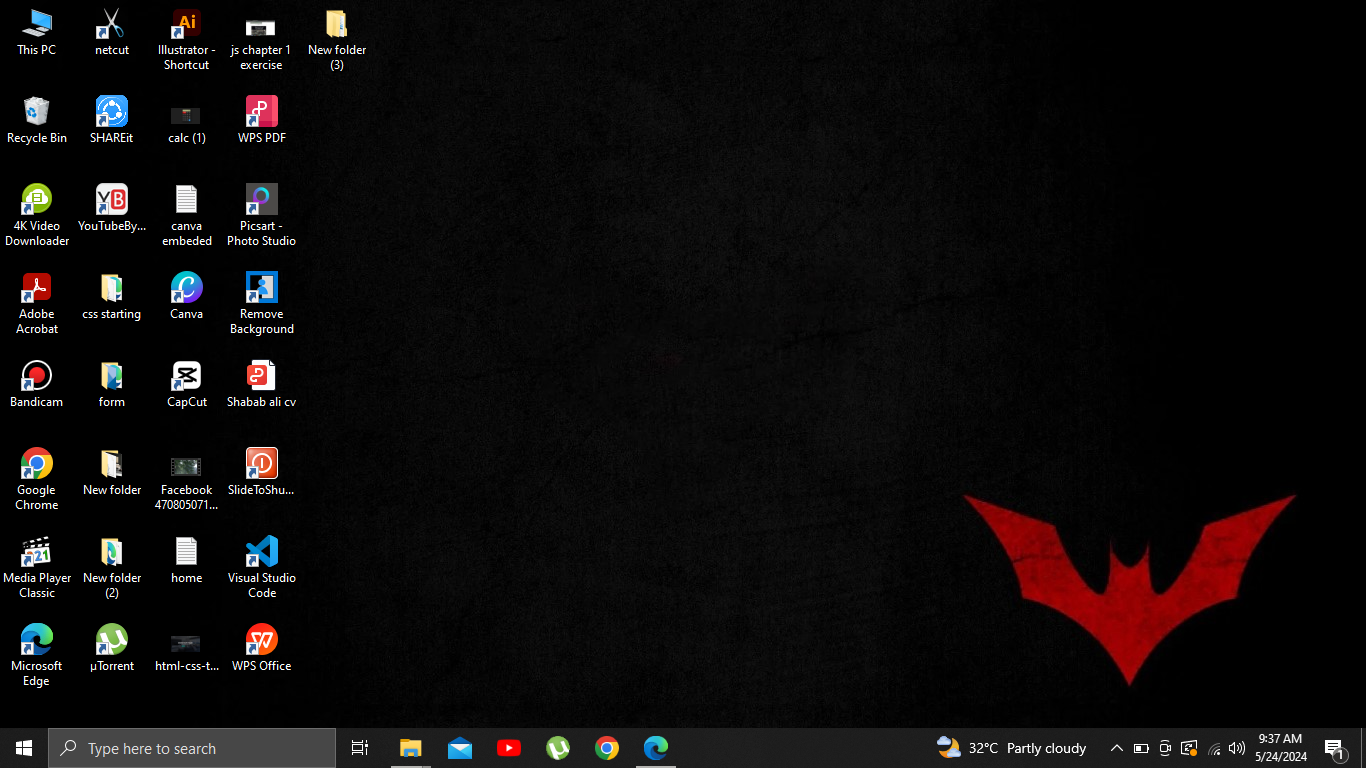 This PC
netcut
Illustrator -
Shortcut
js chapter 1
exercise
New folder
(3)
Recycle Bin
SHAREit
calc (1)
WPS PDF
4K Video
Downloader
YouTubeBy...
canva
embeded
Picsart -
Photo Studio
Adobe
Acrobat
css starting
Canva
Remove
Background
Bandicam
form
CapCut
Shabab ali cv
Google
Chrome
New folder
Facebook
470805071...
SlideToShu...
Media Player
Classic
New folder
(2)
home
Visual Studio
Code
Microsoft
Edge
µTorrent
html-css-t...
WPS Office
Type here to search
32°C Partly cloudy
9:37 AM
5/24/2024
1